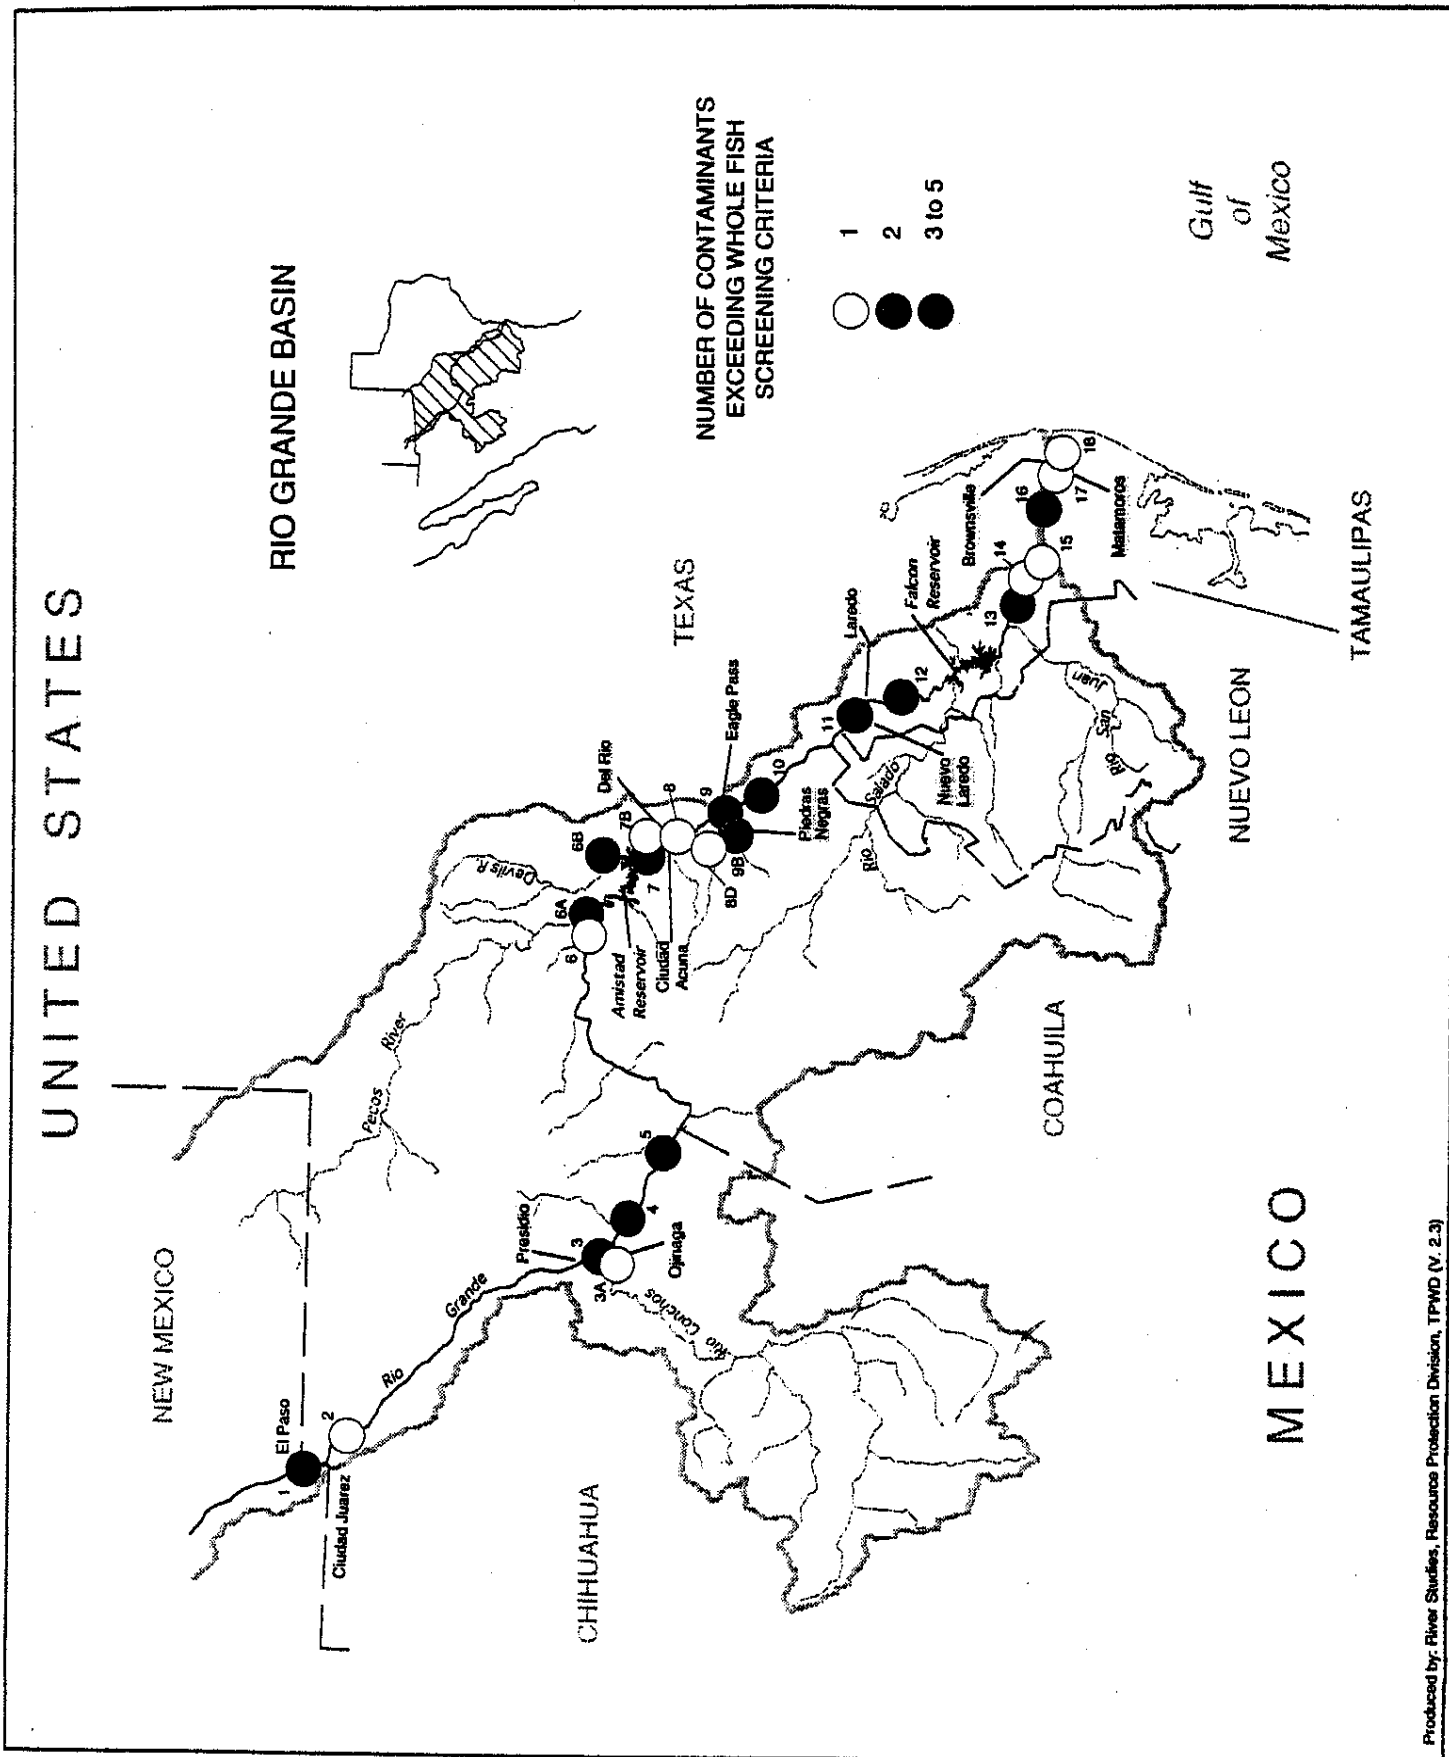 UNITED STATES
RIO GRANDE BASIN
NEW MEXICO
TEXAS
NUMBER OF CONTAMINANTS
EXCEEDING WHOLE FISH
SCREENING CRITERIA
1
2
3 to 5
Gulf
of
Mexico
El Paso
1
2
Ciudad Juarez
Rio
Grande
Pecos
River
Devils R.
Presidio
3
3A
Ojinaga
4
5
Rio Conchos
CHIHUAHUA
6
6A
6B
Amistad
Reservoir
7
7B
Del Rio
Ciudad
Acuna
8
8D
9
9B
Eagle Pass
Piedras
Negras
10
11
Laredo
Nuevo
Laredo
12
Rio
Salado
Falcon
Reservoir
13
14
15
16
Brownsville
17
18
Matamoros
Rio
San
Juan
COAHUILA
NUEVO LEON
TAMAULIPAS
MEXICO
Produced by: River Studies, Resource Protection Division, TPWD (V. 2.3)